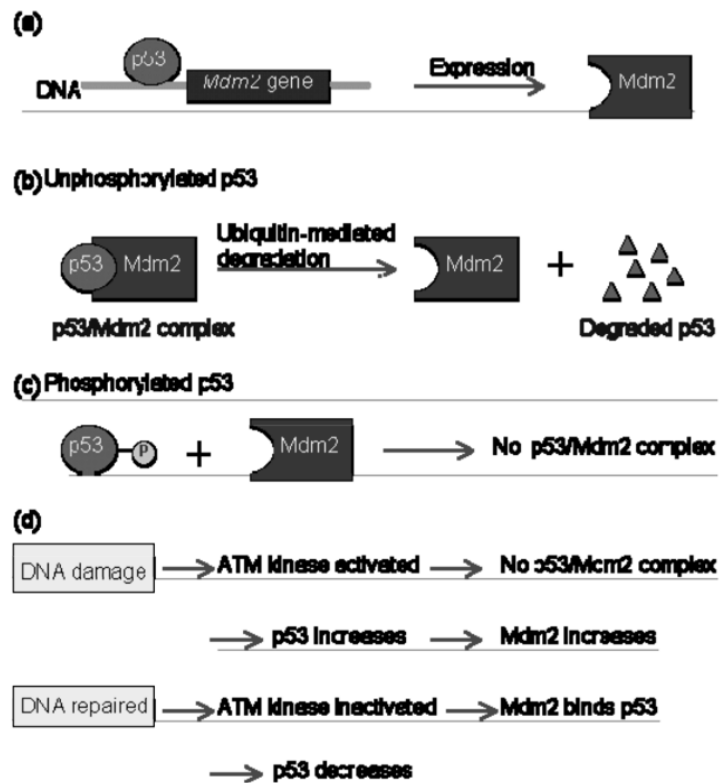 (a)
p53
DNA
Mdm2 gene
Expression
Mdm2
(b) Unphosphorylated p53
p53
Mdm2
Ubiquitin-mediated
degradation
Mdm2
+
p53/Mdm2 complex
Degraded p53
(c) Phosphorylated p53
p53
P
+
Mdm2
No p53/Mdm2 complex
(d)
DNA damage
ATM kinase activated
No p53/Mcm2 complex
p53 increases
Mdm2 increases
DNA repaired
ATM kinase inactivated
Mdm2 binds p53
p53 decreases